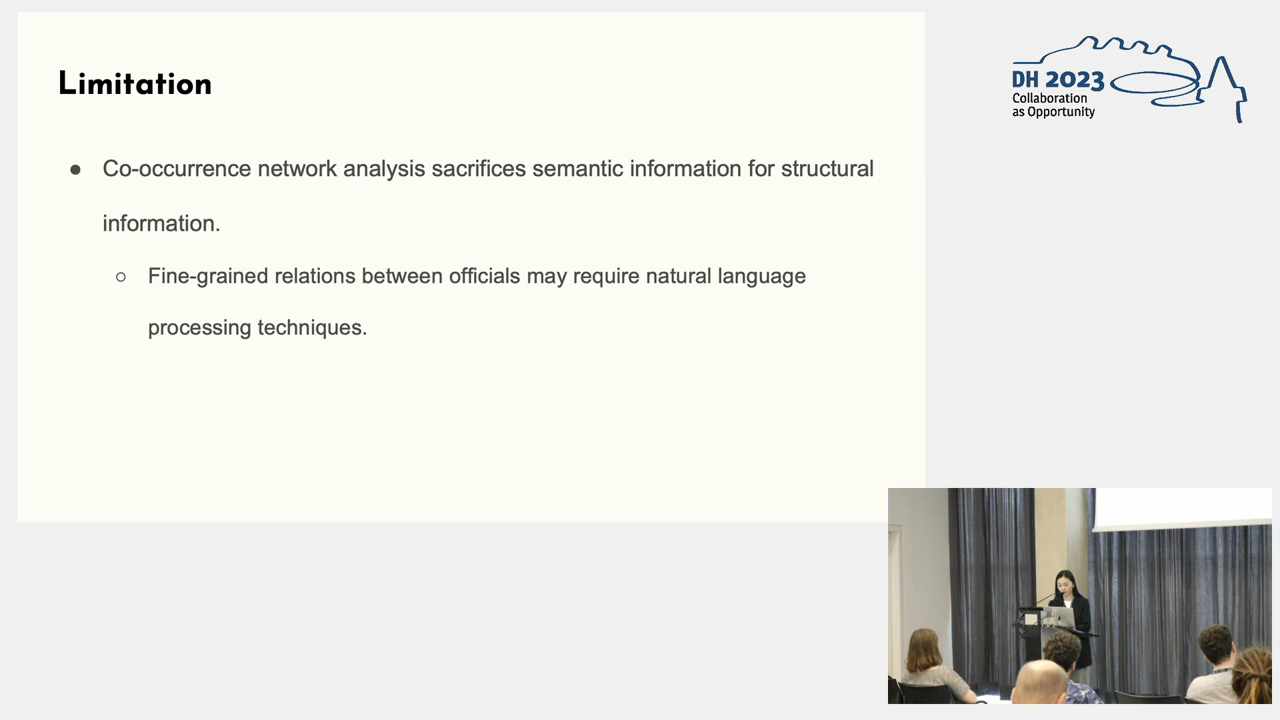 Limitation
● Co-occurrence network analysis sacrifices semantic information for structural
information.
○ Fine-grained relations between officials may require natural language
processing techniques.
DH 2023
Collaboration
as Opportunity